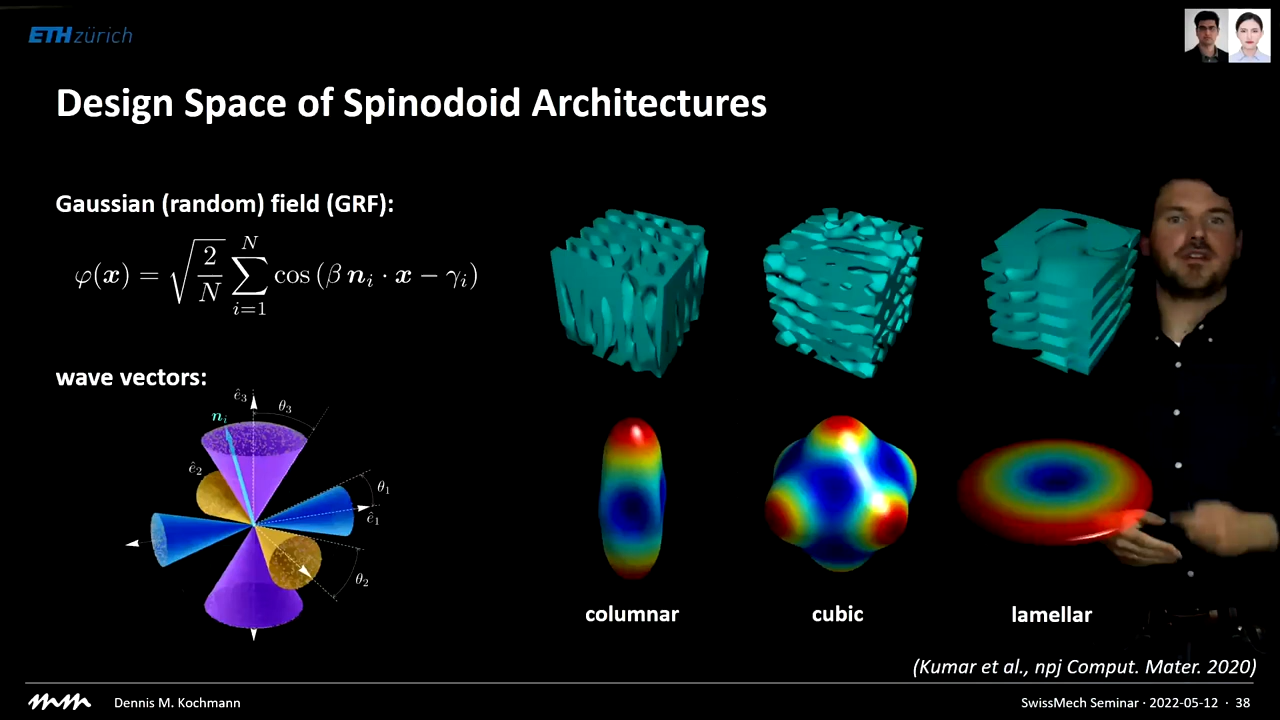 ETH zürich
Design Space of Spinodoid Architectures
Gaussian (random) field (GRF):
φ(x) = √(2/N) ∑_{i=1}^{N} cos (β n_i · x − γ_i)
wave vectors:
ê₃
θ₃
n_i
ê₂
θ₁
ê₁
θ₂
columnar
cubic
lamellar
(Kumar et al., npj Comput. Mater. 2020)
Dennis M. Kochmann
SwissMech Seminar · 2022-05-12 · 38